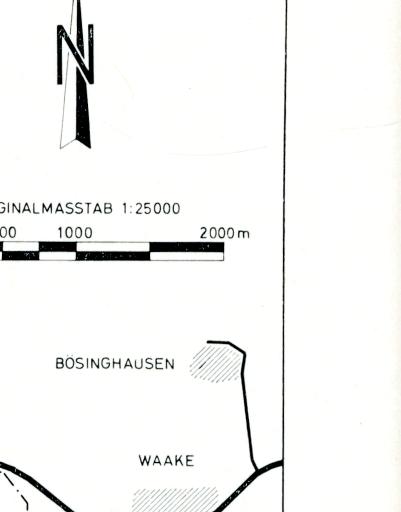 N
GINALMASSTAB 1:25000
00 1000 2000m
BÖSINGHAUSEN
WAAKE